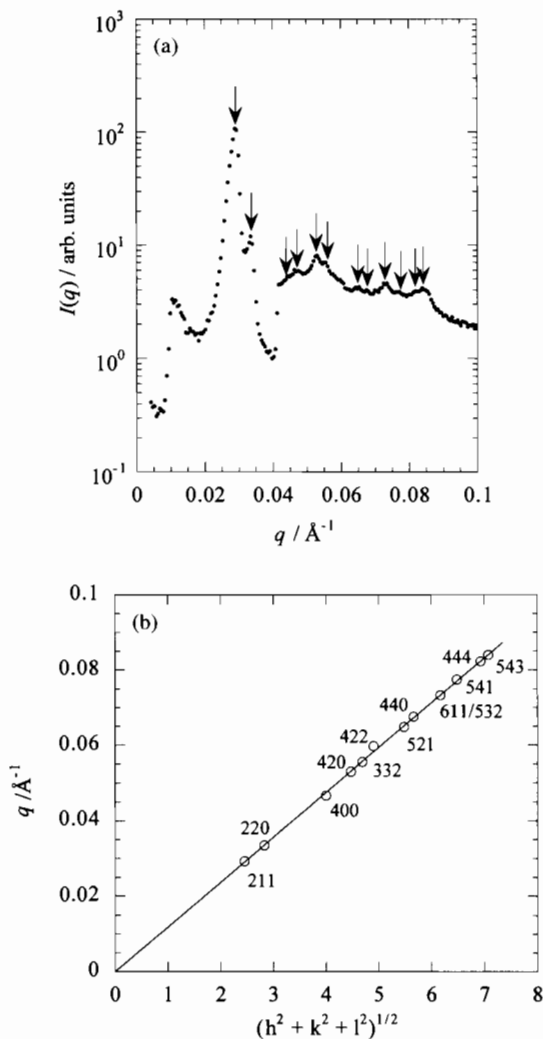 (a)
10³
10²
10¹
10⁰
10⁻¹
I(q) / arb. units
0 0.02 0.04 0.06 0.08 0.1
q / Å⁻¹
(b)
0.1
0.08
0.06
0.04
0.02
0
q /Å⁻¹
444 543
541
440 611/532
422 521
420 332
400
220
211
0 1 2 3 4 5 6 7 8
(h² + k² + l²)¹/²